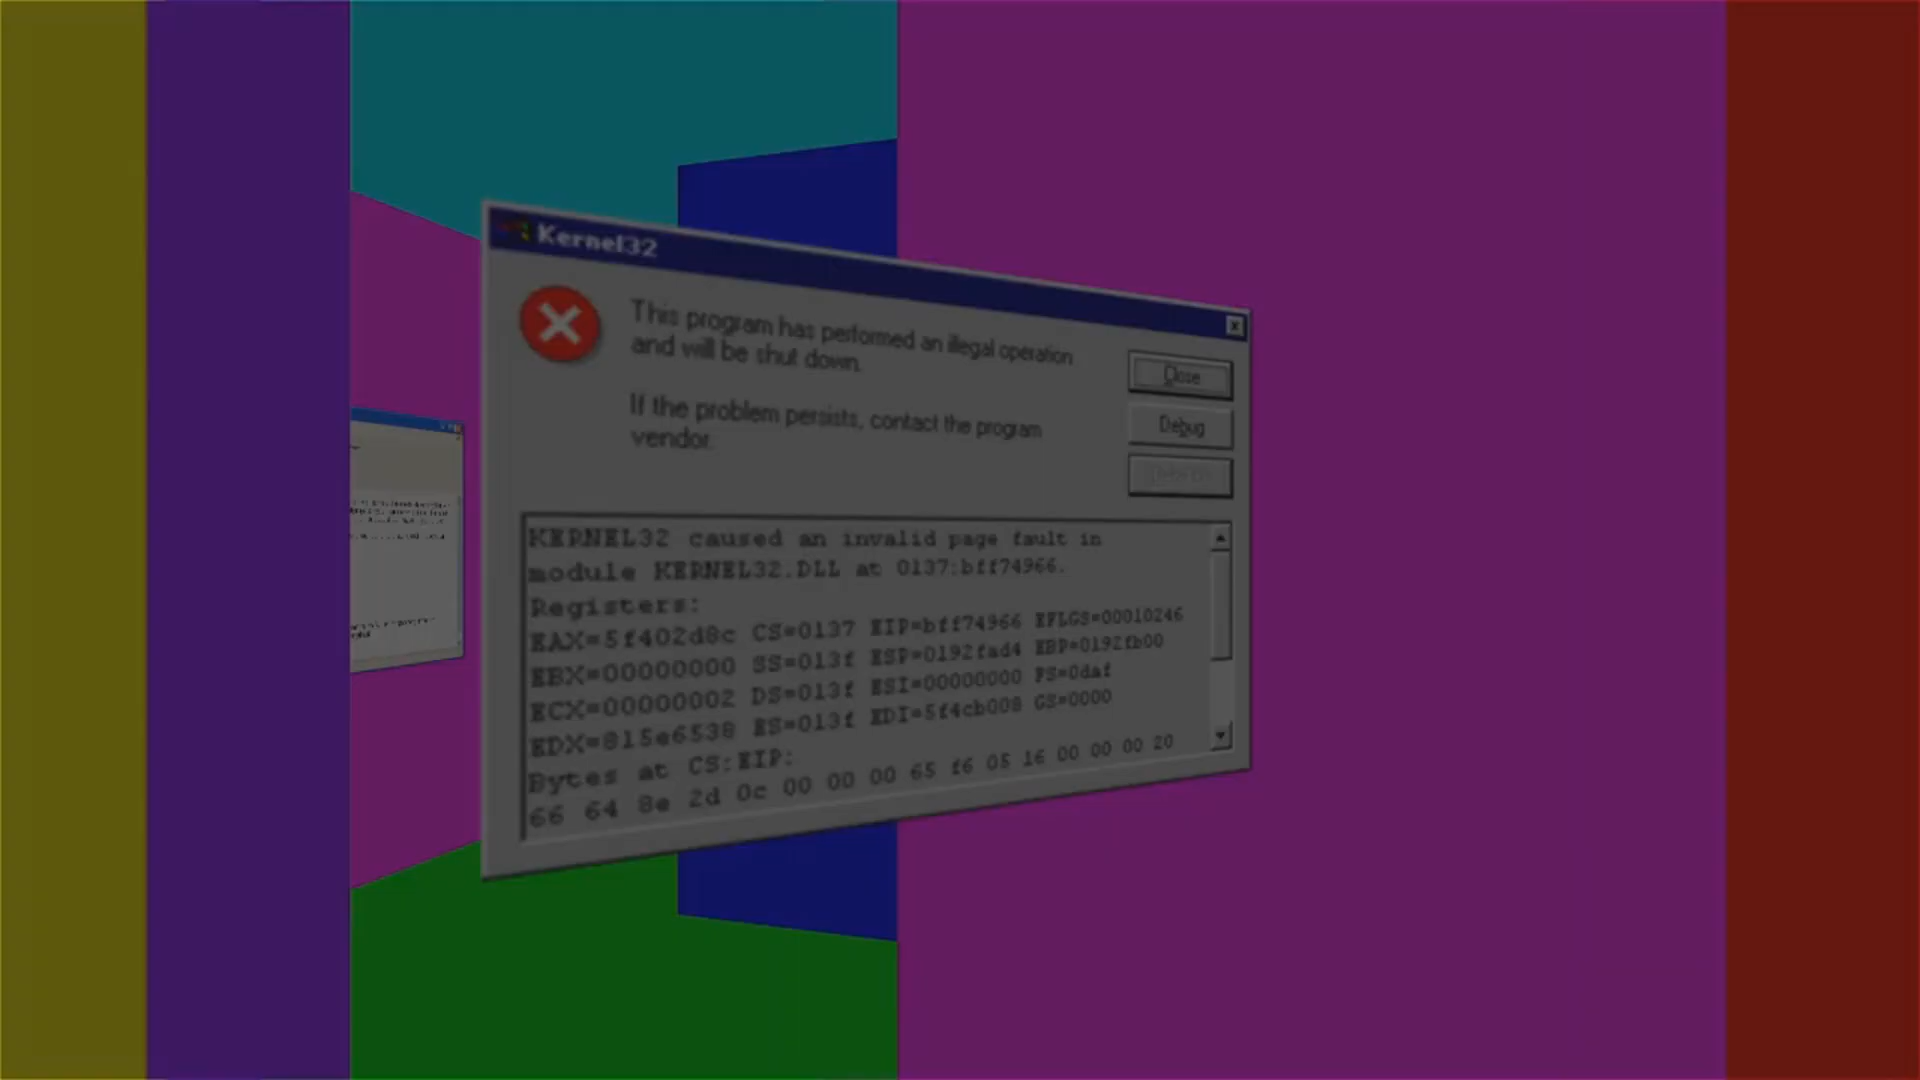 Kernel32
This program has performed an illegal operation
and will be shut down.
If the problem persists, contact the program
vendor.
Close
Debug
KERNEL32 caused an invalid page fault in
module KERNEL32.DLL at 0137:bff74966.
Registers:
EAX=5f402d8c CS=0137 EIP=bff74966 EFLGS=00010246
EBX=00000000 SS=013f ESP=0192fad4 EBP=0192fb00
ECX=00000002 DS=013f ESI=00000000 FS=0daf
EDX=815e6538 ES=013f EDI=5f4cb008 GS=0000
Bytes at CS:EIP:
66 64 8e 2d 0c 00 00 00 65 f6 05 16 00 00 00 20